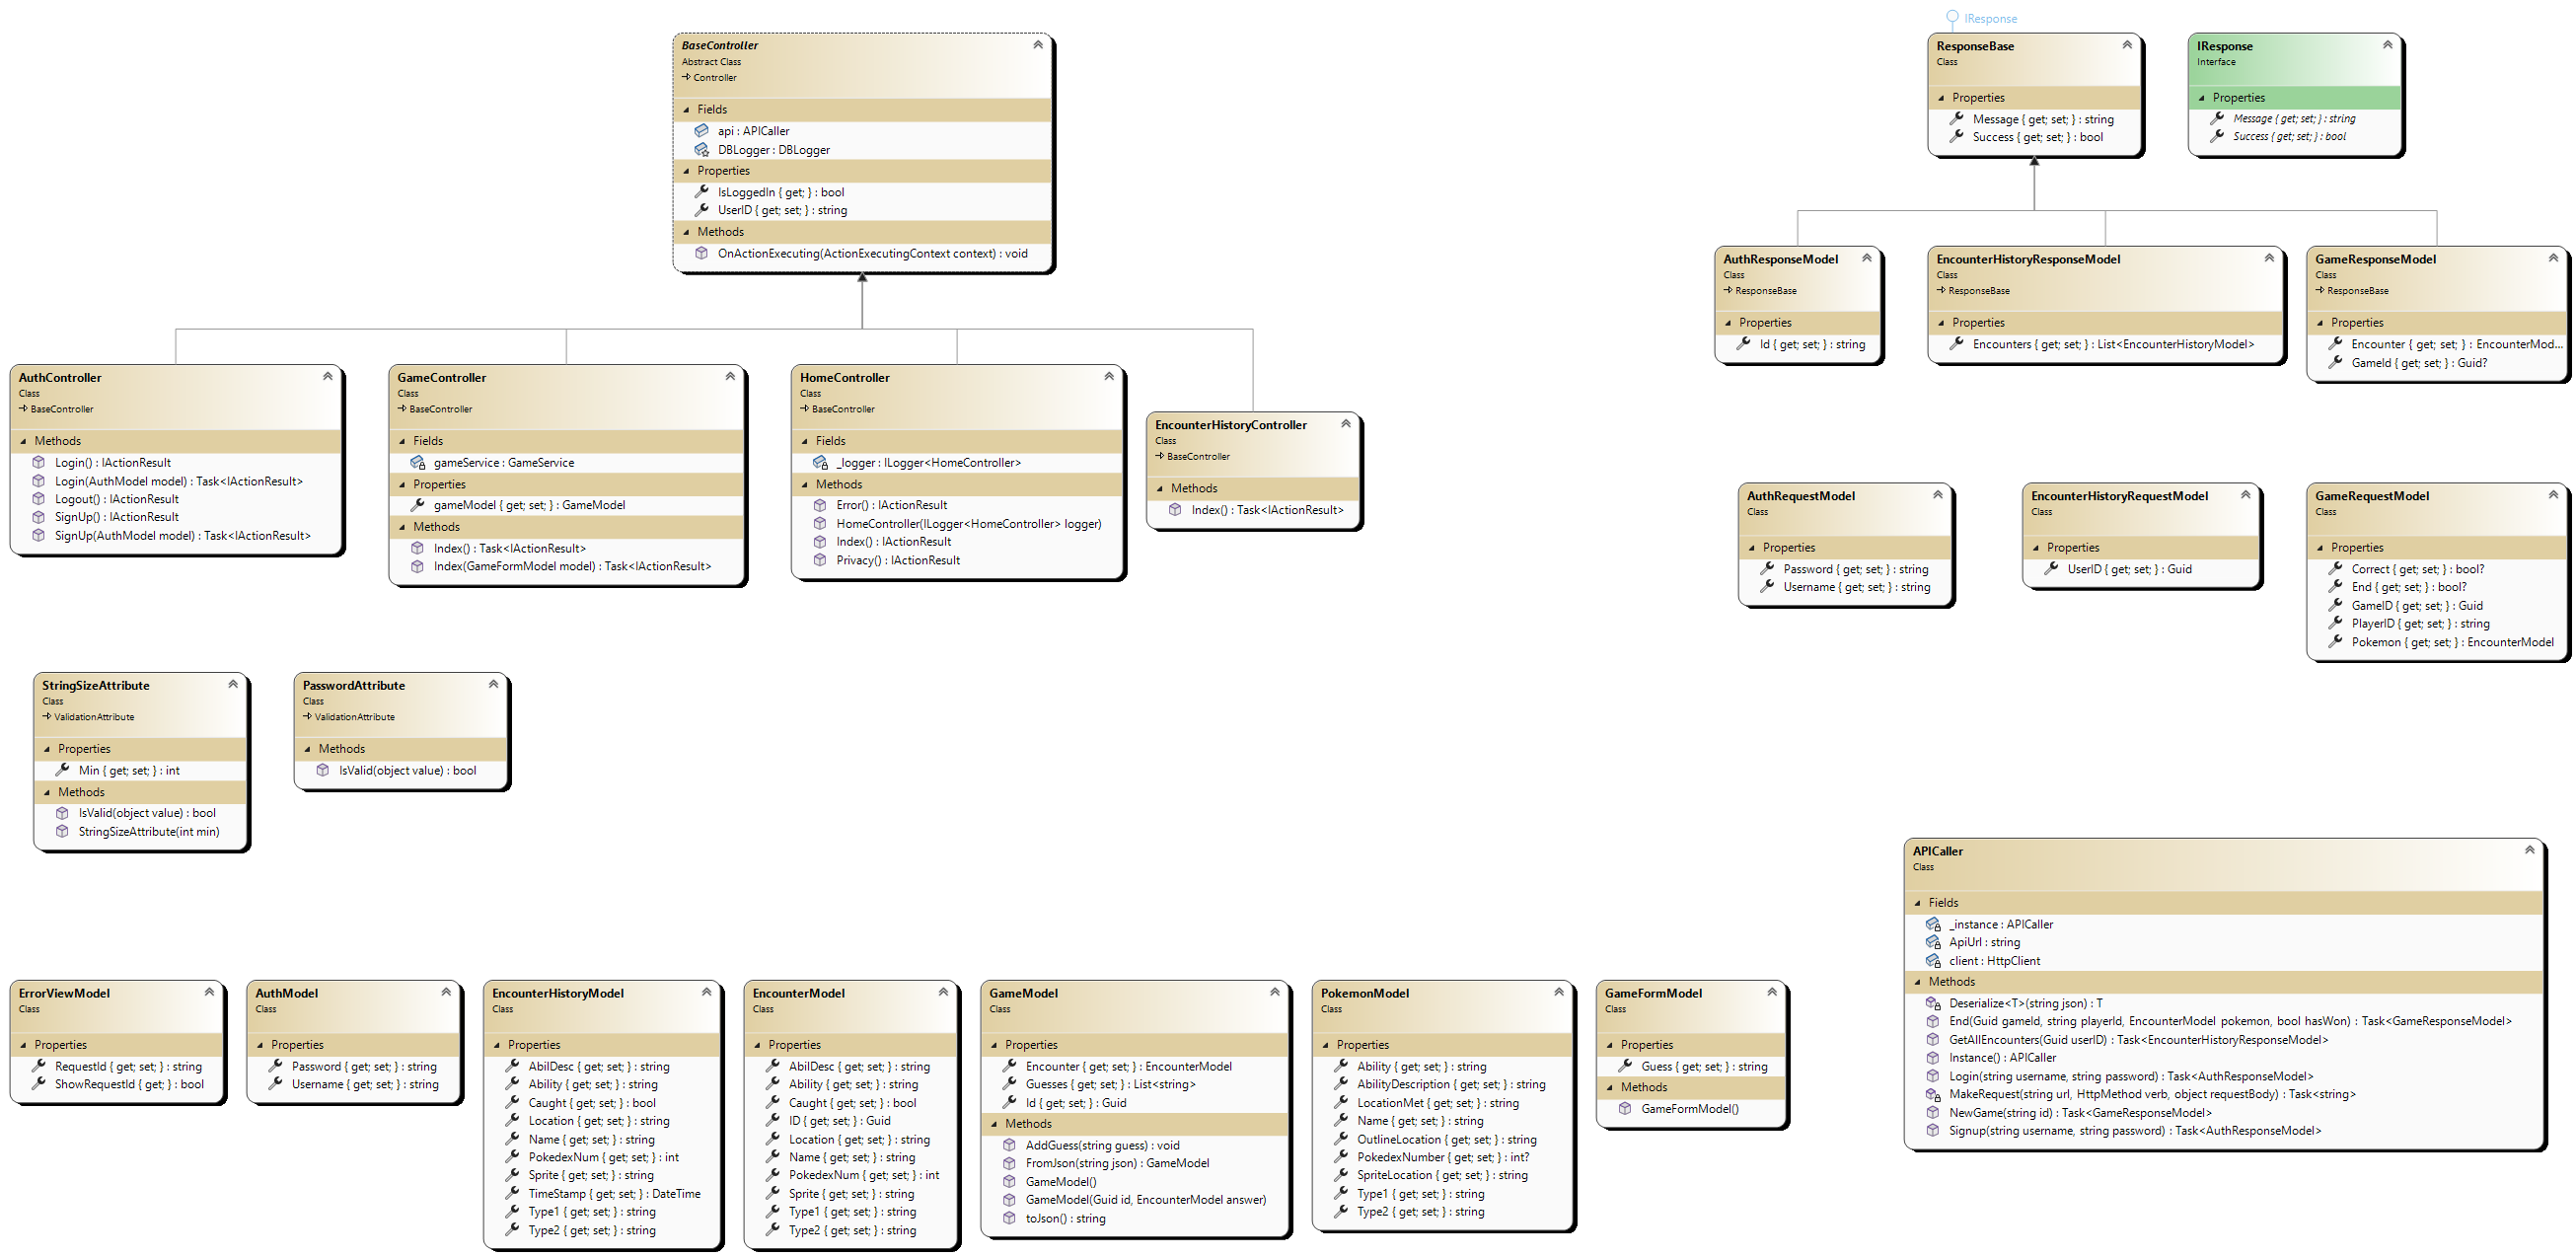 IResponse
BaseController
Abstract Class
Controller
Fields
api : APICaller
DBLogger : DBLogger
Properties
IsLoggedIn { get; } : bool
UserID { get; set; } : string
Methods
OnActionExecuting(ActionExecutingContext context) : void
ResponseBase
Class
Properties
Message { get; set; } : string
Success { get; set; } : bool
IResponse
Interface
Properties
Message { get; set; } : string
Success { get; set; } : bool
AuthResponseModel
Class
ResponseBase
Properties
Id { get; set; } : string
EncounterHistoryResponseModel
Class
ResponseBase
Properties
Encounters { get; set; } : List<EncounterHistoryModel>
GameResponseModel
Class
ResponseBase
Properties
Encounter { get; set; } : EncounterMod...
GameId { get; set; } : Guid?
AuthController
Class
BaseController
Methods
Login() : IActionResult
Login(AuthModel model) : Task<IActionResult>
Logout() : IActionResult
SignUp() : IActionResult
SignUp(AuthModel model) : Task<IActionResult>
GameController
Class
BaseController
Fields
gameService : GameService
Properties
gameModel { get; set; } : GameModel
Methods
Index() : Task<IActionResult>
Index(GameFormModel model) : Task<IActionResult>
HomeController
Class
BaseController
Fields
_logger : ILogger<HomeController>
Methods
Error() : IActionResult
HomeController(ILogger<HomeController> logger)
Index() : IActionResult
Privacy() : IActionResult
EncounterHistoryController
Class
BaseController
Methods
Index() : Task<IActionResult>
AuthRequestModel
Class
Properties
Password { get; set; } : string
Username { get; set; } : string
EncounterHistoryRequestModel
Class
Properties
UserID { get; set; } : Guid
GameRequestModel
Class
Properties
Correct { get; set; } : bool?
End { get; set; } : bool?
GameID { get; set; } : Guid
PlayerID { get; set; } : string
Pokemon { get; set; } : EncounterModel
StringSizeAttribute
Class
ValidationAttribute
Properties
Min { get; set; } : int
Methods
IsValid(object value) : bool
StringSizeAttribute(int min)
PasswordAttribute
Class
ValidationAttribute
Methods
IsValid(object value) : bool
APICaller
Class
Fields
_instance : APICaller
ApiUrl : string
client : HttpClient
Methods
Deserialize<T>(string json) : T
End(Guid gameId, string playerId, EncounterModel pokemon, bool hasWon) : Task<GameResponseModel>
GetAllEncounters(Guid userID) : Task<EncounterHistoryResponseModel>
Instance() : APICaller
Login(string username, string password) : Task<AuthResponseModel>
MakeRequest(string url, HttpMethod verb, object requestBody) : Task<string>
NewGame(string id) : Task<GameResponseModel>
Signup(string username, string password) : Task<AuthResponseModel>
ErrorViewModel
Class
Properties
RequestId { get; set; } : string
ShowRequestId { get; } : bool
AuthModel
Class
Properties
Password { get; set; } : string
Username { get; set; } : string
EncounterHistoryModel
Class
Properties
AbilDesc { get; set; } : string
Ability { get; set; } : string
Caught { get; set; } : bool
Location { get; set; } : string
Name { get; set; } : string
PokedexNum { get; set; } : int
Sprite { get; set; } : string
TimeStamp { get; set; } : DateTime
Type1 { get; set; } : string
Type2 { get; set; } : string
EncounterModel
Class
Properties
AbilDesc { get; set; } : string
Ability { get; set; } : string
Caught { get; set; } : bool
ID { get; set; } : Guid
Location { get; set; } : string
Name { get; set; } : string
PokedexNum { get; set; } : int
Sprite { get; set; } : string
Type1 { get; set; } : string
Type2 { get; set; } : string
GameModel
Class
Properties
Encounter { get; set; } : EncounterModel
Guesses { get; set; } : List<string>
Id { get; set; } : Guid
Methods
AddGuess(string guess) : void
FromJson(string json) : GameModel
GameModel()
GameModel(Guid id, EncounterModel answer)
toJson() : string
PokemonModel
Class
Properties
Ability { get; set; } : string
AbilityDescription { get; set; } : string
LocationMet { get; set; } : string
Name { get; set; } : string
OutlineLocation { get; set; } : string
PokedexNumber { get; set; } : int?
SpriteLocation { get; set; } : string
Type1 { get; set; } : string
Type2 { get; set; } : string
GameFormModel
Class
Properties
Guess { get; set; } : string
Methods
GameFormModel()